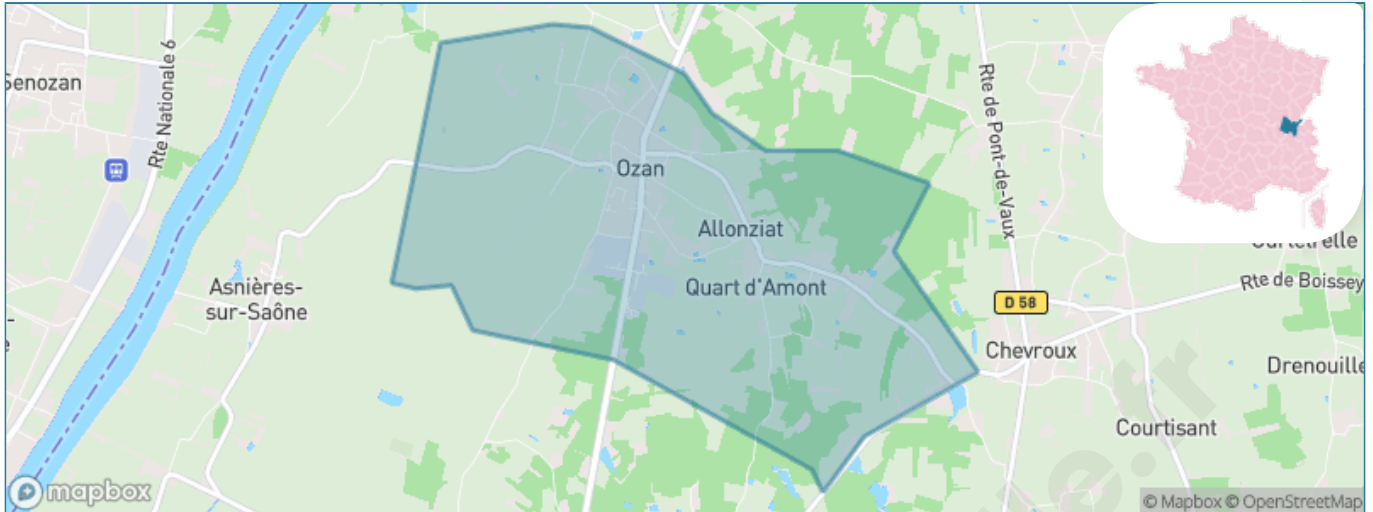 Senozan
Rte Nationale 6
Ozan
Allonziat
Quart d'Amont
Asnières-
sur-Saône
Rte de Pont-de-Vaux
D 58
Chevroux
Rte de Boissey
Drenouille
Courtisant
mapbox
© Mapbox © OpenStreetMap